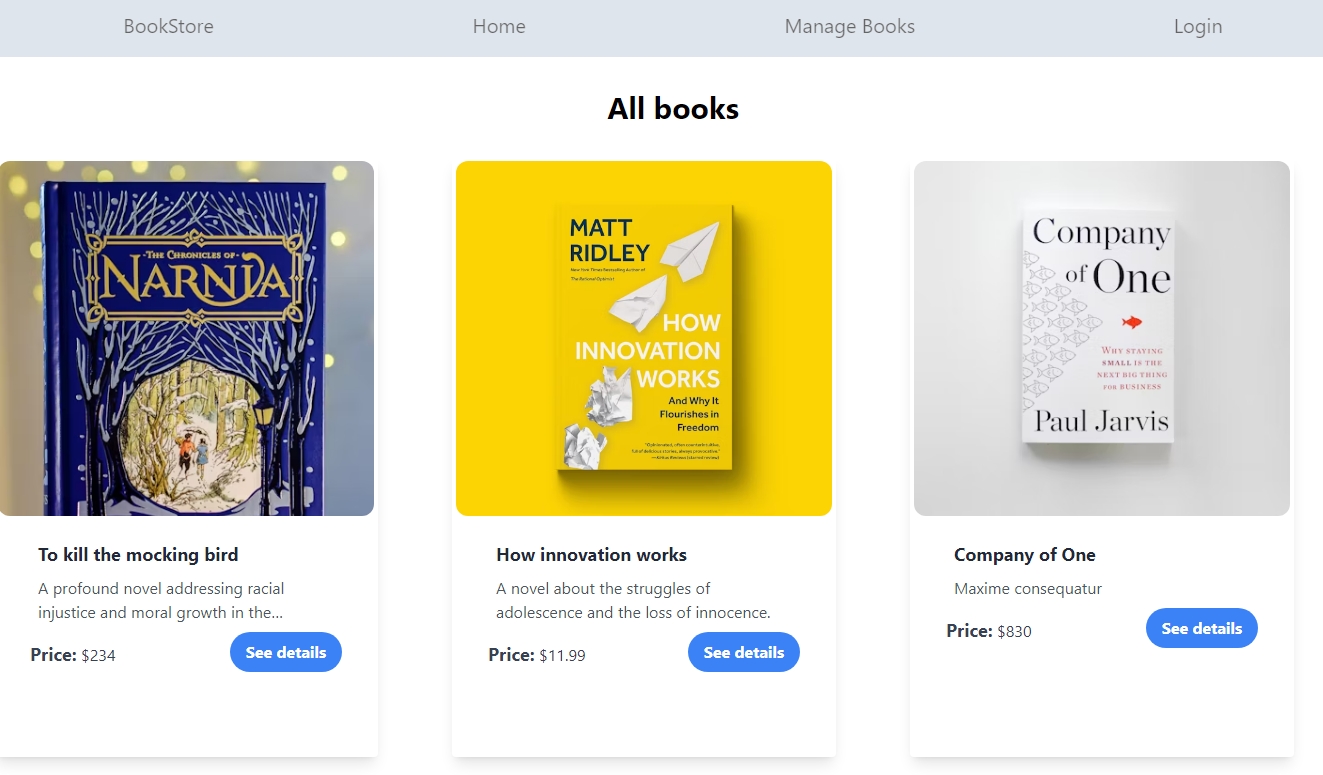 BookStore
Home
Manage Books
Login
All books
THE CHRONICLES OF
NARNIA
MATT
RIDLEY
New York Times Bestselling Author of
The Rational Optimist
HOW
INNOVATION
WORKS
And Why It
Flourishes in
Freedom
Company
of One
WHY STAYING
SMALL IS THE
NEXT BIG THING
FOR BUSINESS
Paul Jarvis
To kill the mocking bird
A profound novel addressing racial
injustice and moral growth in the...
Price: $234
See details
How innovation works
A novel about the struggles of
adolescence and the loss of innocence.
Price: $11.99
See details
Company of One
Maxime consequatur
Price: $830
See details